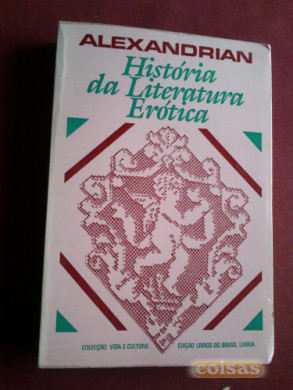 ALEXANDRIAN
História
da Literatura
Erótica
COLECÇÃO VIDA E CULTURA EDIÇÃO LIVROS DO BRASIL LISBOA
coisas